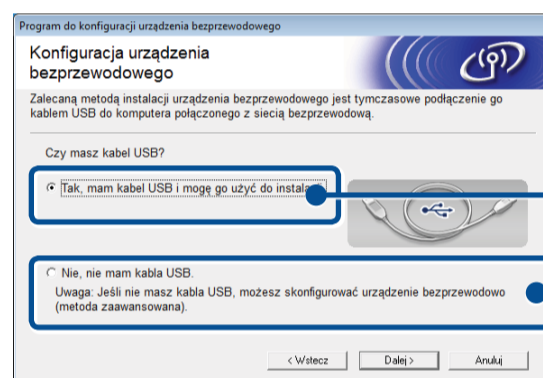 Program do konfiguracji urządzenia bezprzewodowego
Konfiguracja urządzenia
bezprzewodowego
Zalecaną metodą instalacji urządzenia bezprzewodowego jest tymczasowe podłączenie go
kablem USB do komputera połączonego z siecią bezprzewodową.
Czy masz kabel USB?
Tak, mam kabel USB i mogę go użyć do
Nie, nie mam kabla USB.
Uwaga: Jeśli nie masz kabla USB, możesz skonfigurować urządzenie bezprzewodowo
(metoda zaawansowana).
< Wstecz
Dalej >
Anuluj